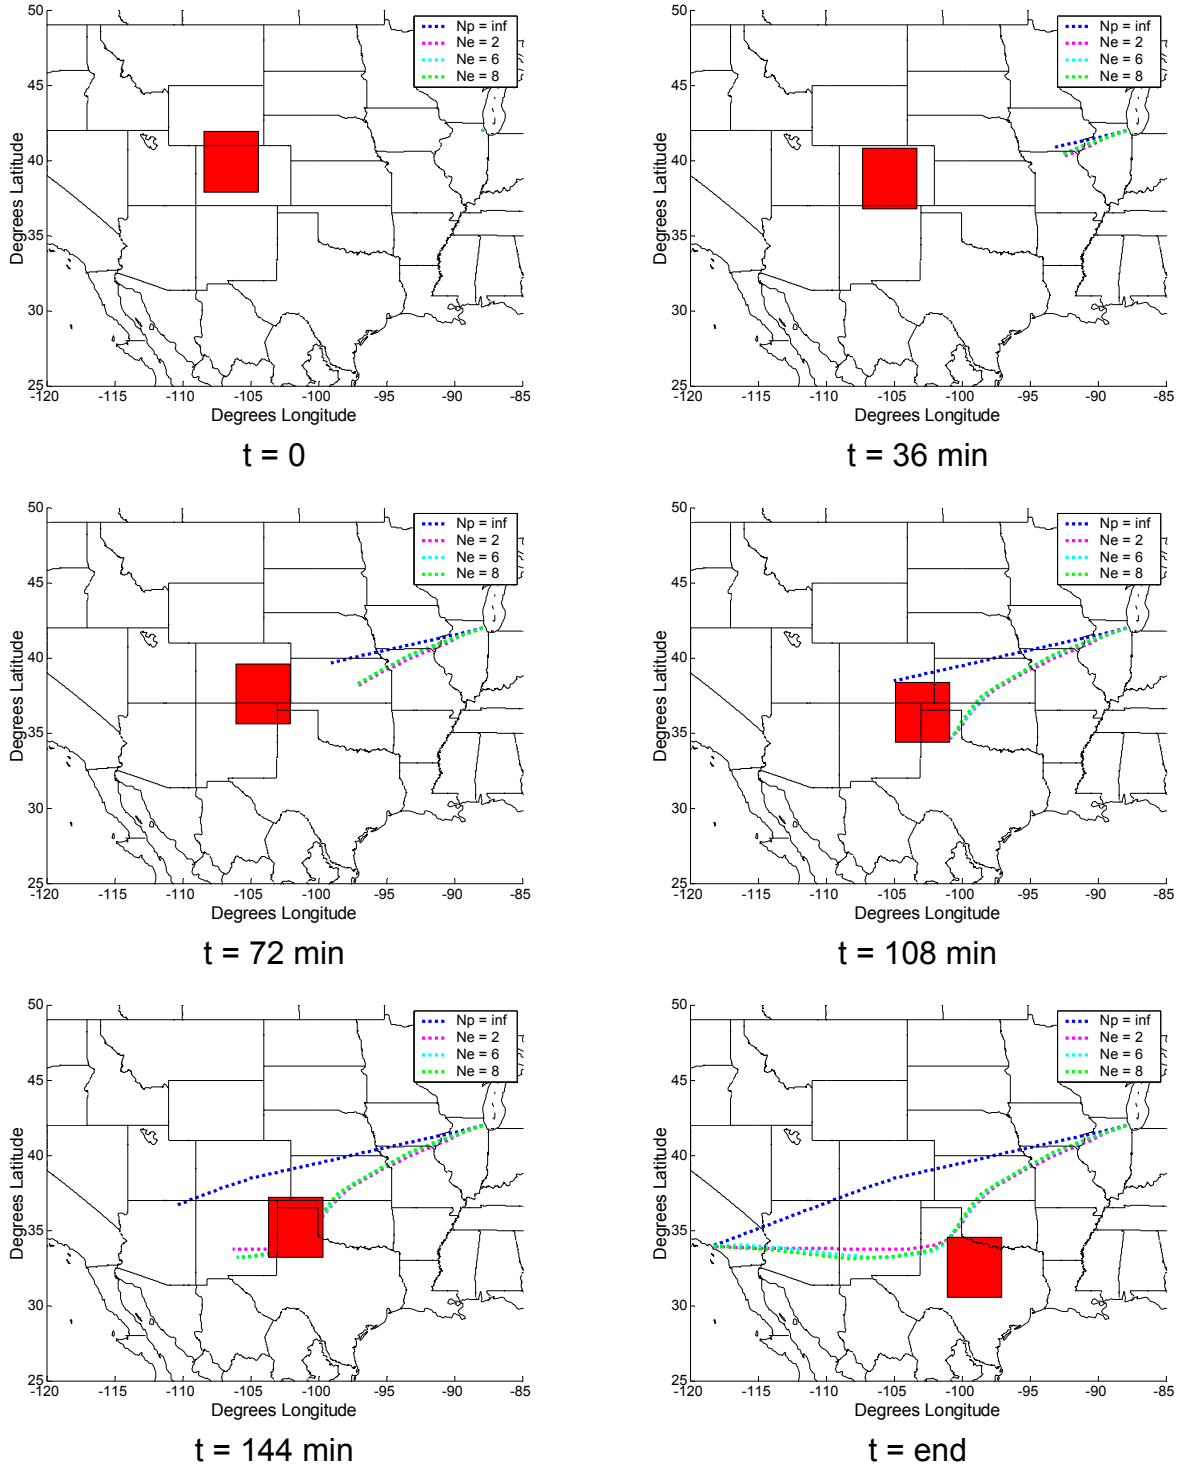 50
45
40
35
30
25
Degrees Latitude
-120 -115 -110 -105 -100 -95 -90 -85
Degrees Longitude
Np = inf
Ne = 2
Ne = 6
Ne = 8
t = 0
50
45
40
35
30
25
Degrees Latitude
-120 -115 -110 -105 -100 -95 -90 -85
Degrees Longitude
Np = inf
Ne = 2
Ne = 6
Ne = 8
t = 36 min
50
45
40
35
30
25
Degrees Latitude
-120 -115 -110 -105 -100 -95 -90 -85
Degrees Longitude
Np = inf
Ne = 2
Ne = 6
Ne = 8
t = 72 min
50
45
40
35
30
25
Degrees Latitude
-120 -115 -110 -105 -100 -95 -90 -85
Degrees Longitude
Np = inf
Ne = 2
Ne = 6
Ne = 8
t = 108 min
50
45
40
35
30
25
Degrees Latitude
-120 -115 -110 -105 -100 -95 -90 -85
Degrees Longitude
Np = inf
Ne = 2
Ne = 6
Ne = 8
t = 144 min
50
45
40
35
30
25
Degrees Latitude
-120 -115 -110 -105 -100 -95 -90 -85
Degrees Longitude
Np = inf
Ne = 2
Ne = 6
Ne = 8
t = end